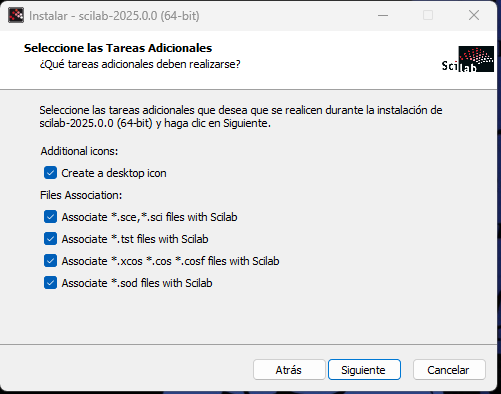 Instalar - scilab-2025.0.0 (64-bit)
Seleccione las Tareas Adicionales
¿Qué tareas adicionales deben realizarse?
Scilab
Seleccione las tareas adicionales que desea que se realicen durante la instalación de
scilab-2025.0.0 (64-bit) y haga clic en Siguiente.
Additional icons:
Create a desktop icon
Files Association:
Associate *.sce,*.sci files with Scilab
Associate *.tst files with Scilab
Associate *.xcos *.cos *.cosf files with Scilab
Associate *.sod files with Scilab
Atrás Siguiente Cancelar